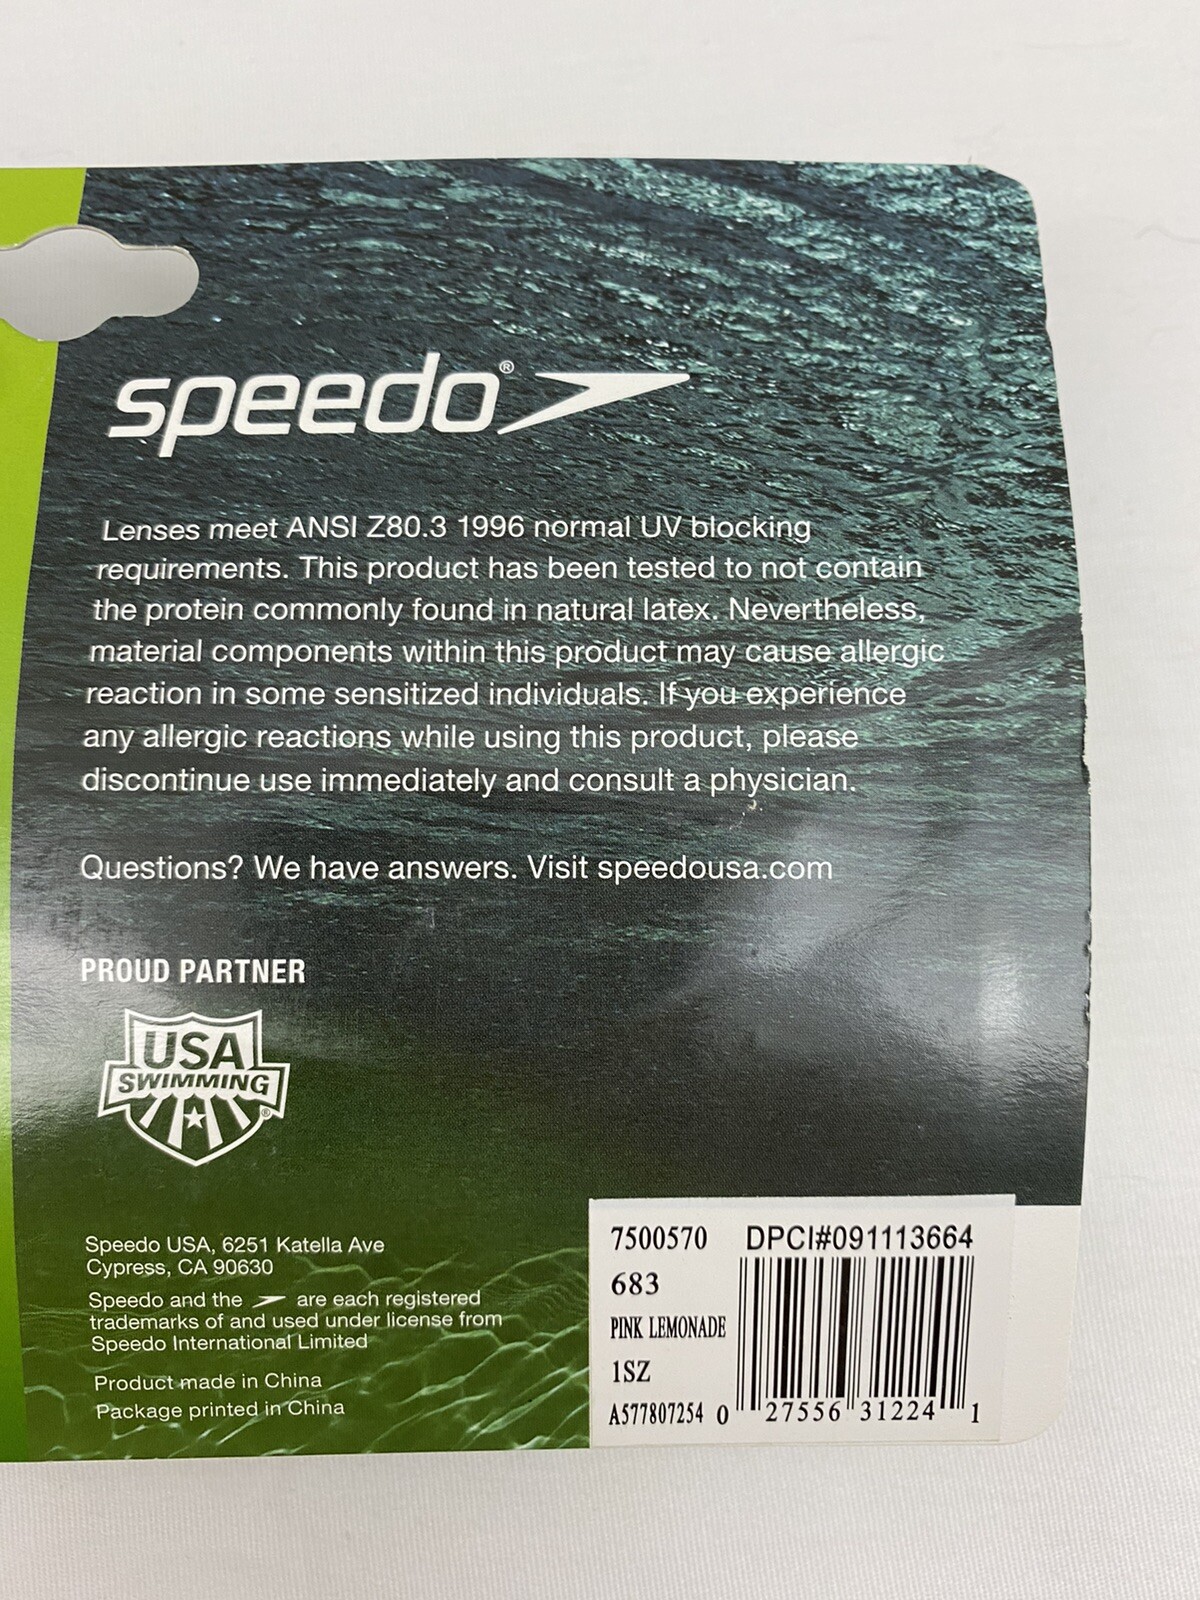 speedo®
Lenses meet ANSI Z80.3 1996 normal UV blocking
requirements. This product has been tested to not contain
the protein commonly found in natural latex. Nevertheless,
material components within this product may cause allergic
reaction in some sensitized individuals. If you experience
any allergic reactions while using this product, please
discontinue use immediately and consult a physician.
Questions? We have answers. Visit speedousa.com
PROUD PARTNER
USA
SWIMMING®
Speedo USA, 6251 Katella Ave
Cypress, CA 90630
Speedo and the are each registered
trademarks of and used under license from
Speedo International Limited
Product made in China
Package printed in China
7500570 DPCI#091113664
683
PINK LEMONADE
1SZ
A577807254 0 27556 31224 1